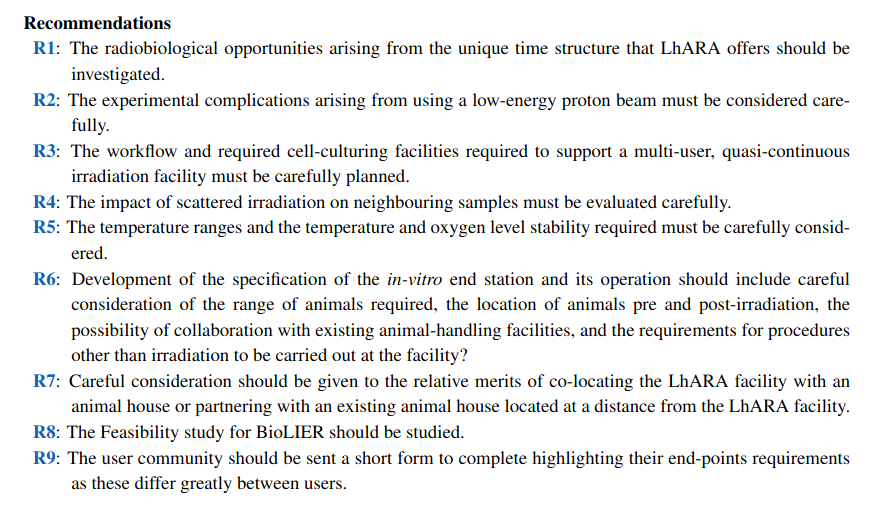 Recommendations
R1: The radiobiological opportunities arising from the unique time structure that LhARA offers should be
investigated.
R2: The experimental complications arising from using a low-energy proton beam must be considered care-
fully.
R3: The workflow and required cell-culturing facilities required to support a multi-user, quasi-continuous
irradiation facility must be carefully planned.
R4: The impact of scattered irradiation on neighbouring samples must be evaluated carefully.
R5: The temperature ranges and the temperature and oxygen level stability required must be carefully consid-
ered.
R6: Development of the specification of the in-vitro end station and its operation should include careful
consideration of the range of animals required, the location of animals pre and post-irradiation, the
possibility of collaboration with existing animal-handling facilities, and the requirements for procedures
other than irradiation to be carried out at the facility?
R7: Careful consideration should be given to the relative merits of co-locating the LhARA facility with an
animal house or partnering with an existing animal house located at a distance from the LhARA facility.
R8: The Feasibility study for BioLIER should be studied.
R9: The user community should be sent a short form to complete highlighting their end-points requirements
as these differ greatly between users.